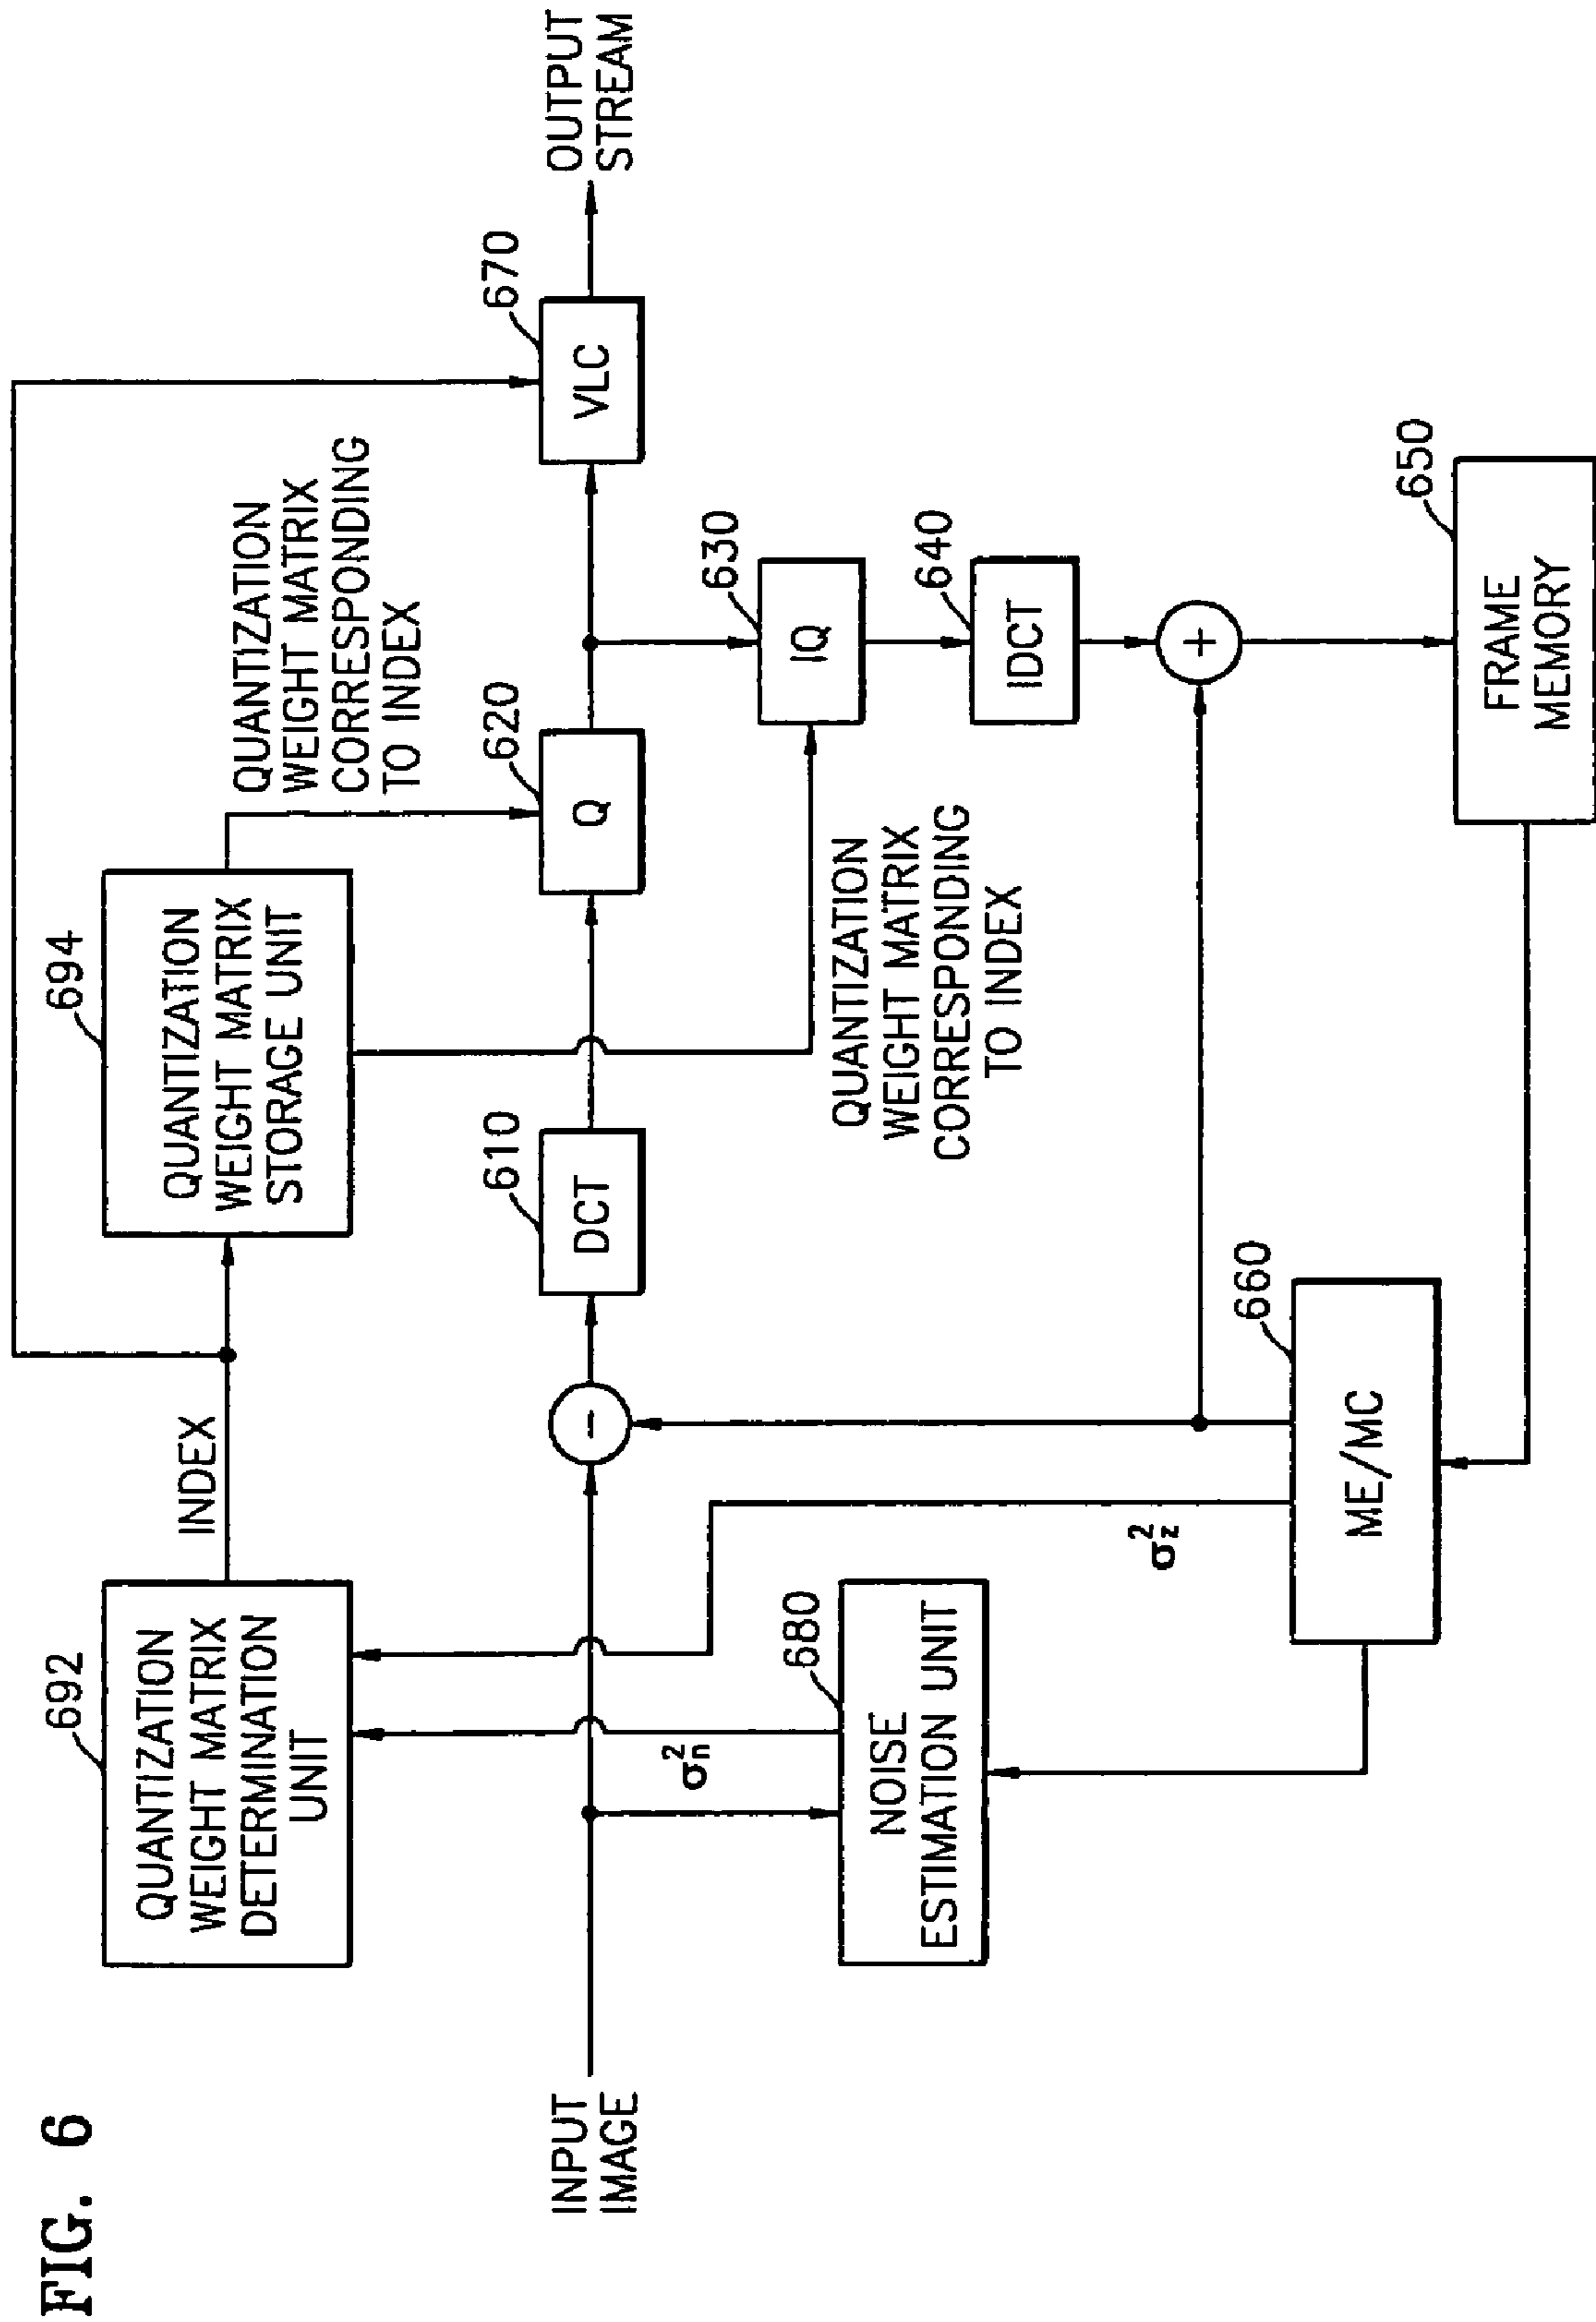 FIG. 6
692
QUANTIZATION
WEIGHT MATRIX
DETERMINATION
UNIT
INDEX
694
QUANTIZATION
WEIGHT MATRIX
STORAGE UNIT
QUANTIZATION
WEIGHT MATRIX
CORRESPONDING
TO INDEX
INPUT
IMAGE
610
DCT
620
Q
670
VLC
OUTPUT
STREAM
σ²ₙ
680
NOISE
ESTIMATION UNIT
QUANTIZATION
WEIGHT MATRIX
CORRESPONDING
TO INDEX
630
IQ
640
IDCT
+
-
σ²z
660
ME/MC
650
FRAME
MEMORY